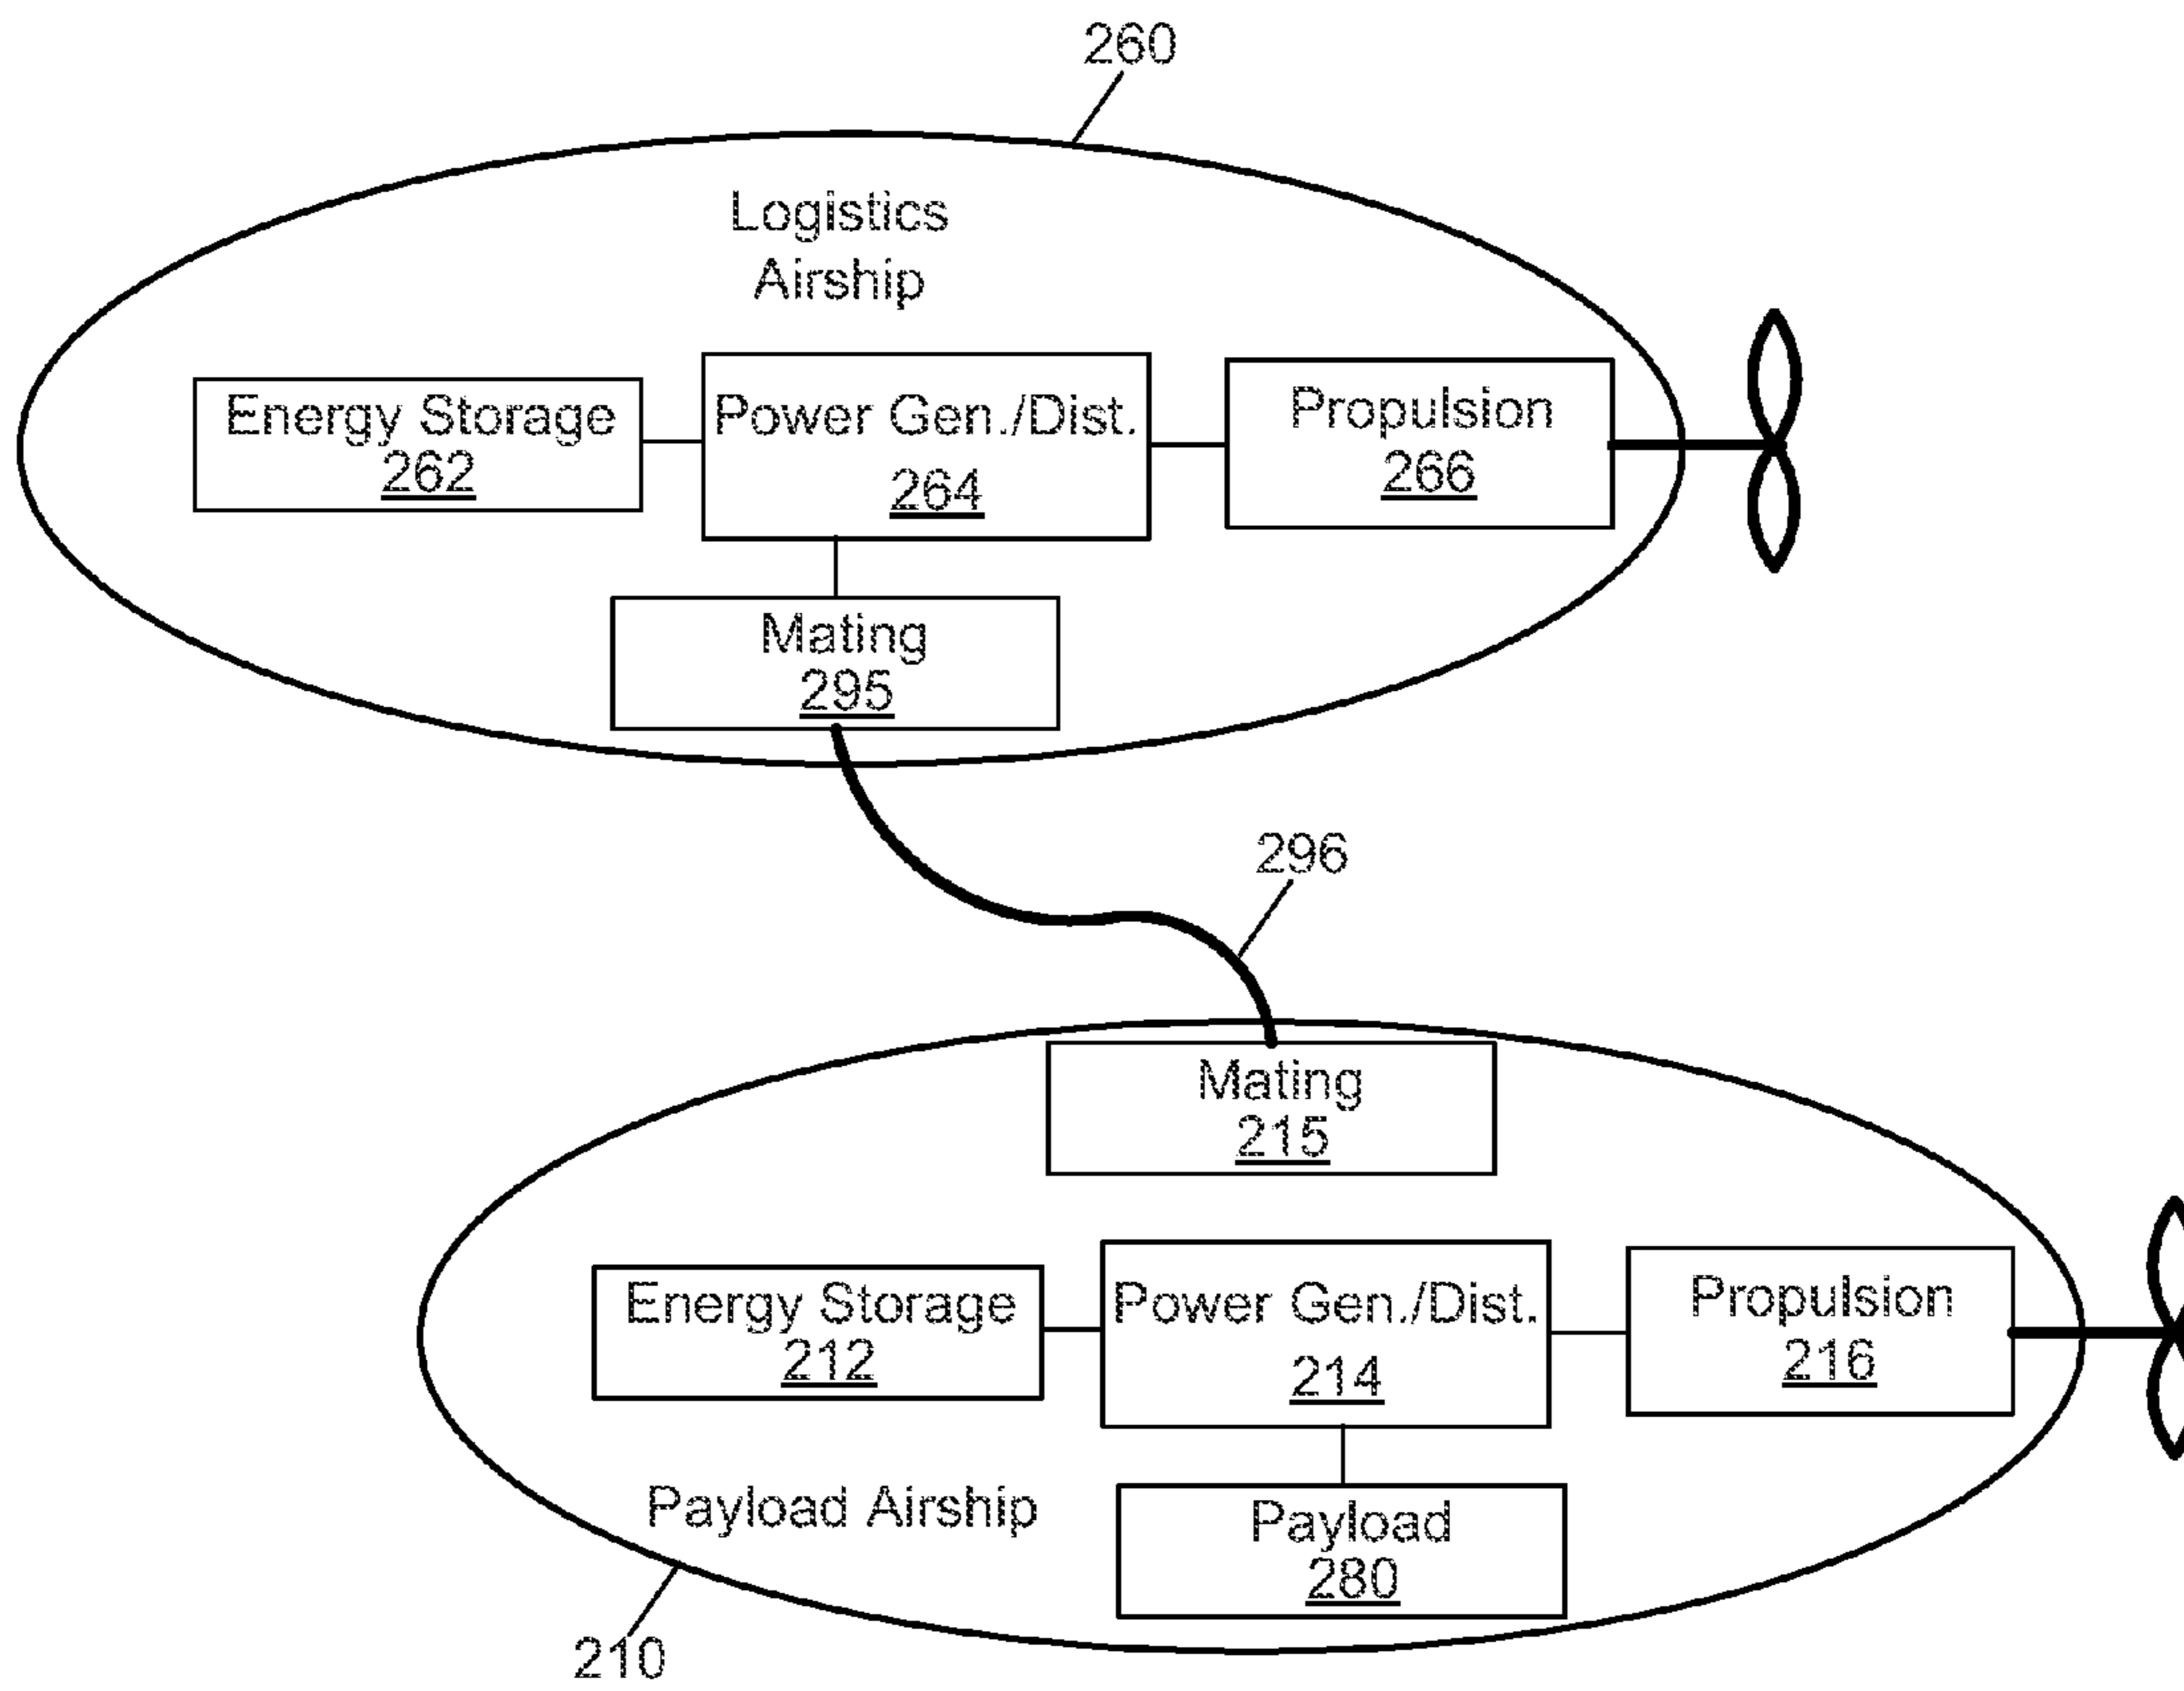 260
Logistics
Airship
Energy Storage
262
Power Gen./Dist.
264
Propulsion
266
Mating
295
296
Mating
215
Energy Storage
212
Power Gen./Dist.
214
Propulsion
216
Payload Airship
Payload
280
210